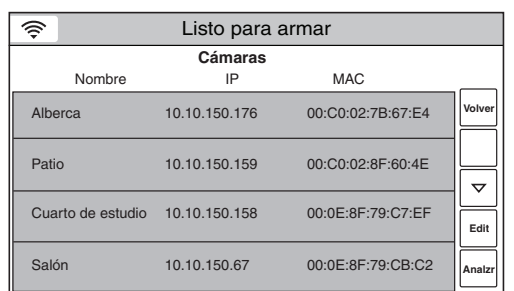 Listo para armar
Cámaras
Nombre IP MAC
Alberca 10.10.150.176 00:C0:02:7B:67:E4
Volver
Patio 10.10.150.159 00:C0:02:8F:60:4E
Cuarto de estudio 10.10.150.158 00:0E:8F:79:C7:EF
Edit
Salón 10.10.150.67 00:0E:8F:79:CB:C2
Analzr